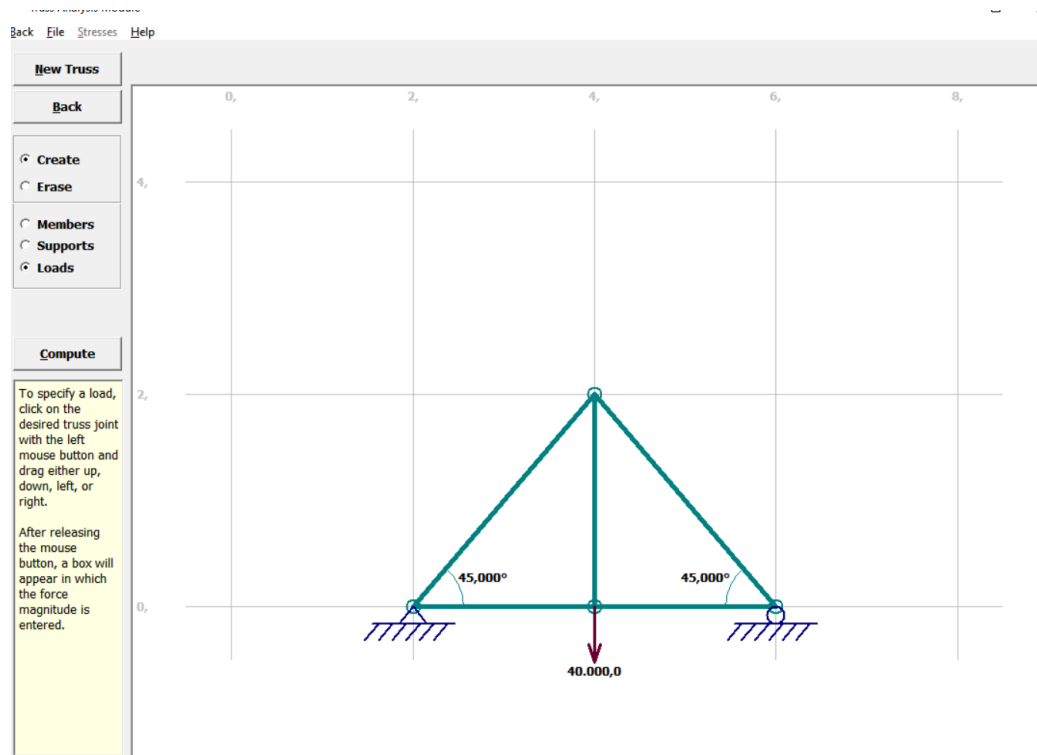 Truss Analysis Module
Back File Stresses Help
New Truss
Back
Create
Erase
Members
Supports
Loads
Compute
To specify a load,
click on the
desired truss joint
with the left
mouse button and
drag either up,
down, left, or
right.
After releasing
the mouse
button, a box will
appear in which
the force
magnitude is
entered.
0, 2, 4, 6, 8,
4,
2,
0,
45,000° 45,000°
40.000,0